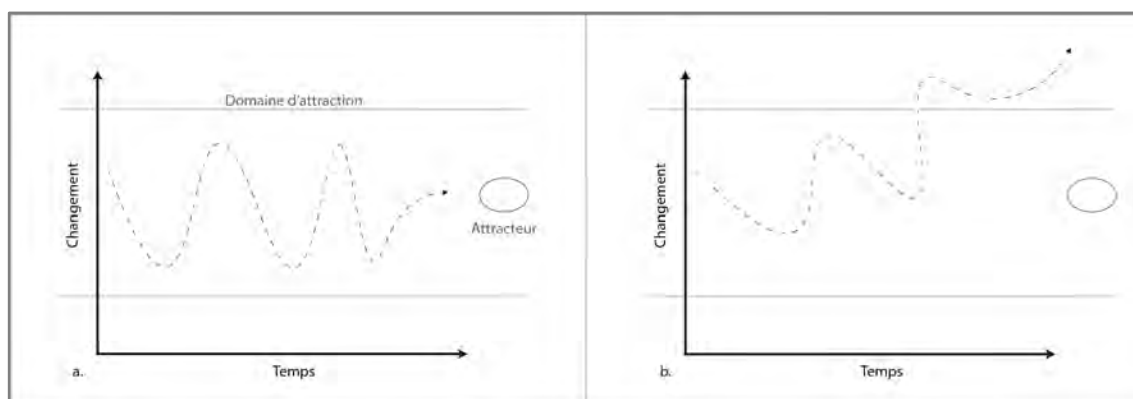 Domaine d'attraction
Changement
Attracteur
a.
Temps
Changement
b.
Temps